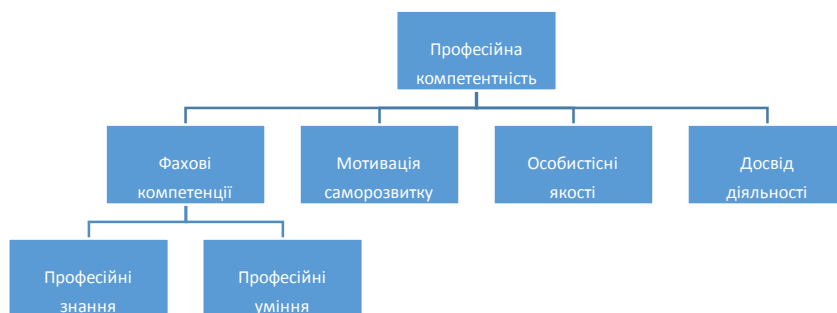 Професійна
компетентність
Фахові
компетенції
Мотивація
саморозвитку
Особистісні
якості
Досвід
діяльності
Професійні
знання
Професійні
уміння